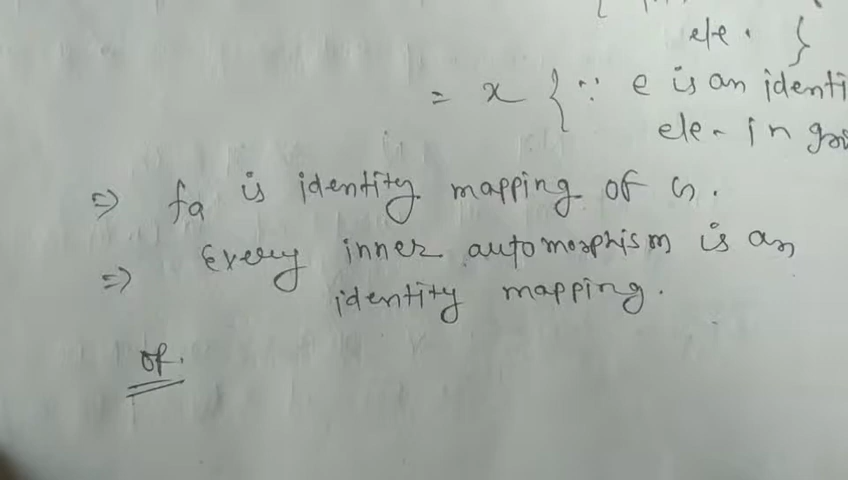 ele. }
= x { ∵ e is an identi
ele. in gro
⇒ fa is identity mapping of G.
⇒ Every inner automorphism is an
identity mapping.